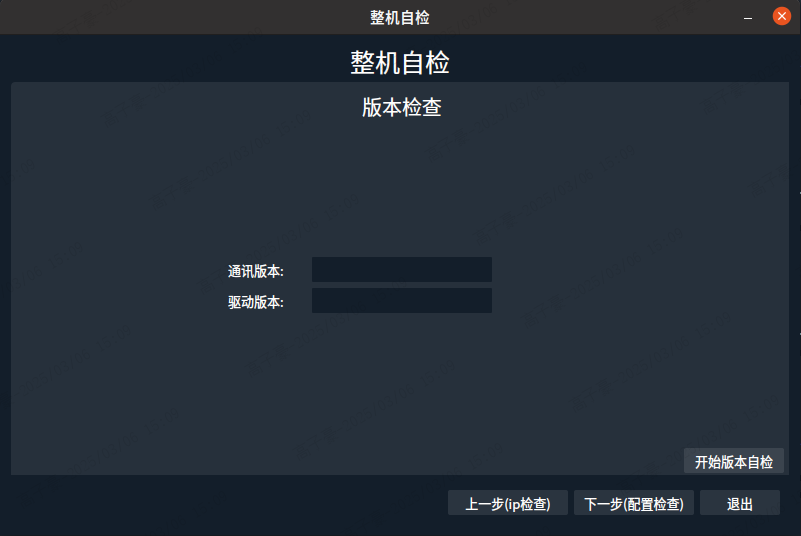 整机自检
整机自检
版本检查
通讯版本:
驱动版本:
开始版本自检
上一步(ip检查) 下一步(配置检查) 退出